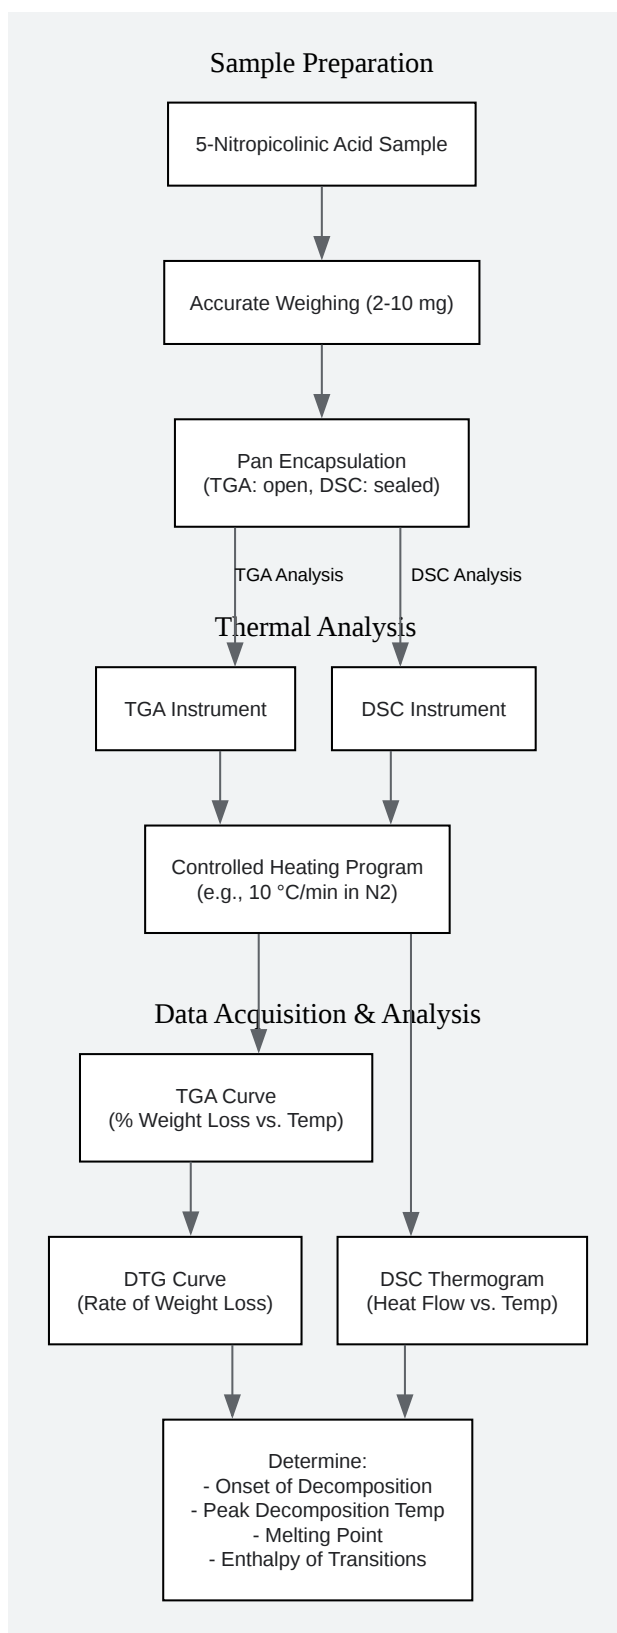 Sample Preparation
5-Nitropicolinic Acid Sample
Accurate Weighing (2-10 mg)
Pan Encapsulation
(TGA: open, DSC: sealed)
TGA Analysis
DSC Analysis
Thermal Analysis
TGA Instrument
DSC Instrument
Controlled Heating Program
(e.g., 10 °C/min in N2)
Data Acquisition & Analysis
TGA Curve
(% Weight Loss vs. Temp)
DTG Curve
(Rate of Weight Loss)
DSC Thermogram
(Heat Flow vs. Temp)
Determine:
- Onset of Decomposition
- Peak Decomposition Temp
- Melting Point
- Enthalpy of Transitions